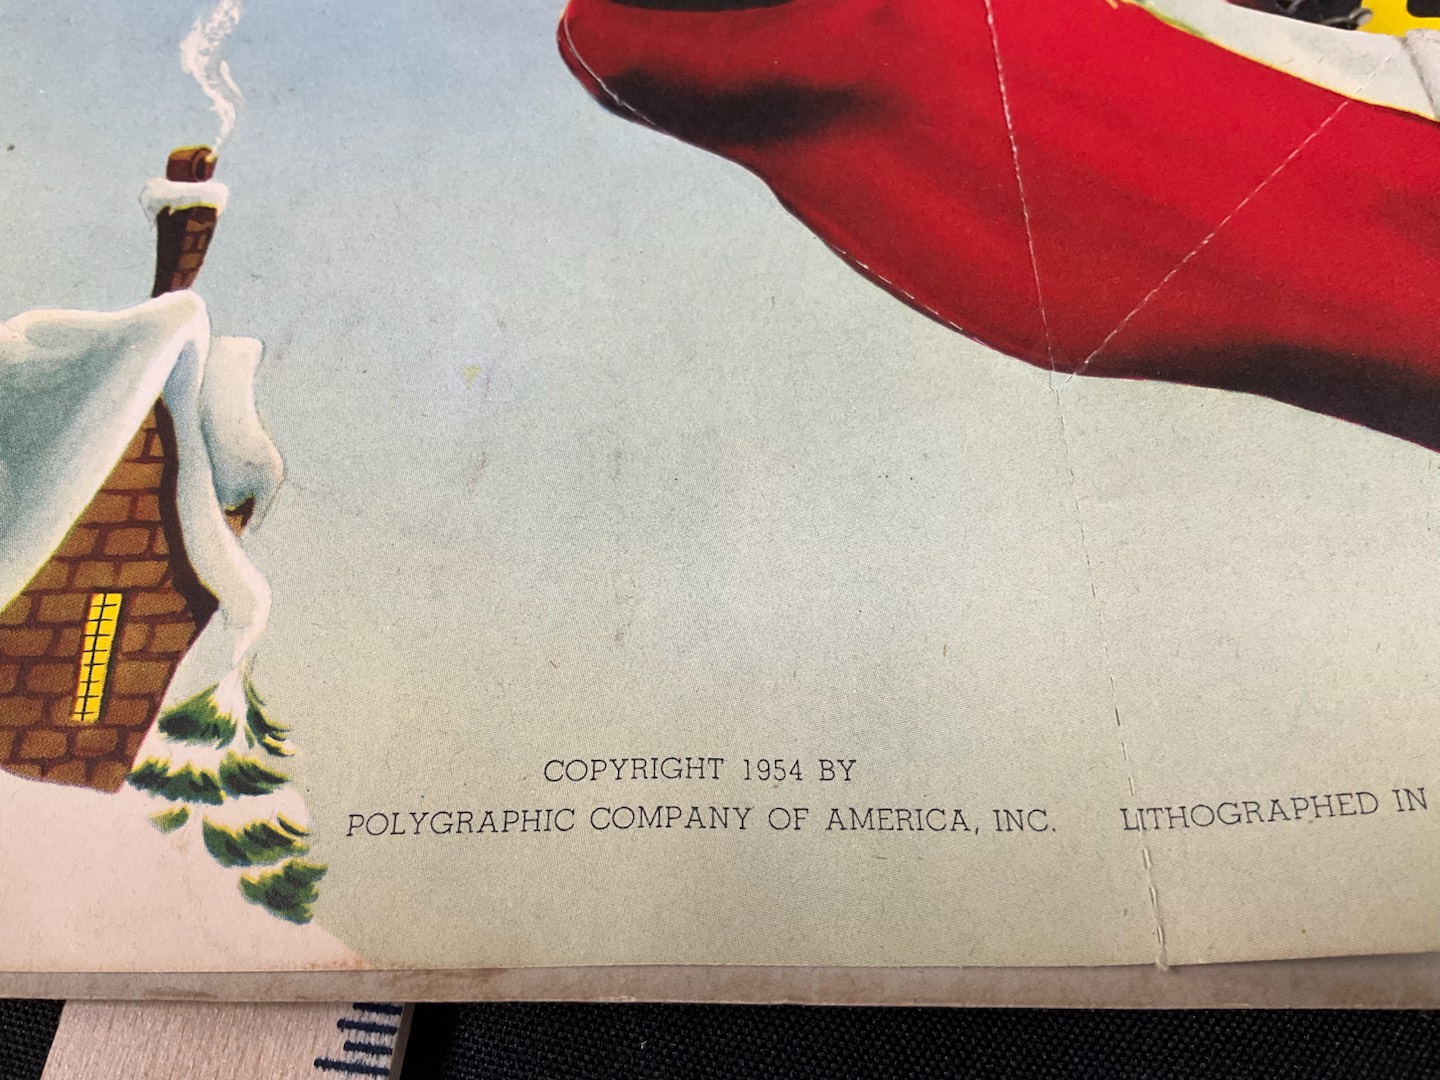 COPYRIGHT 1954 BY
POLYGRAPHIC COMPANY OF AMERICA, INC. LITHOGRAPHED IN